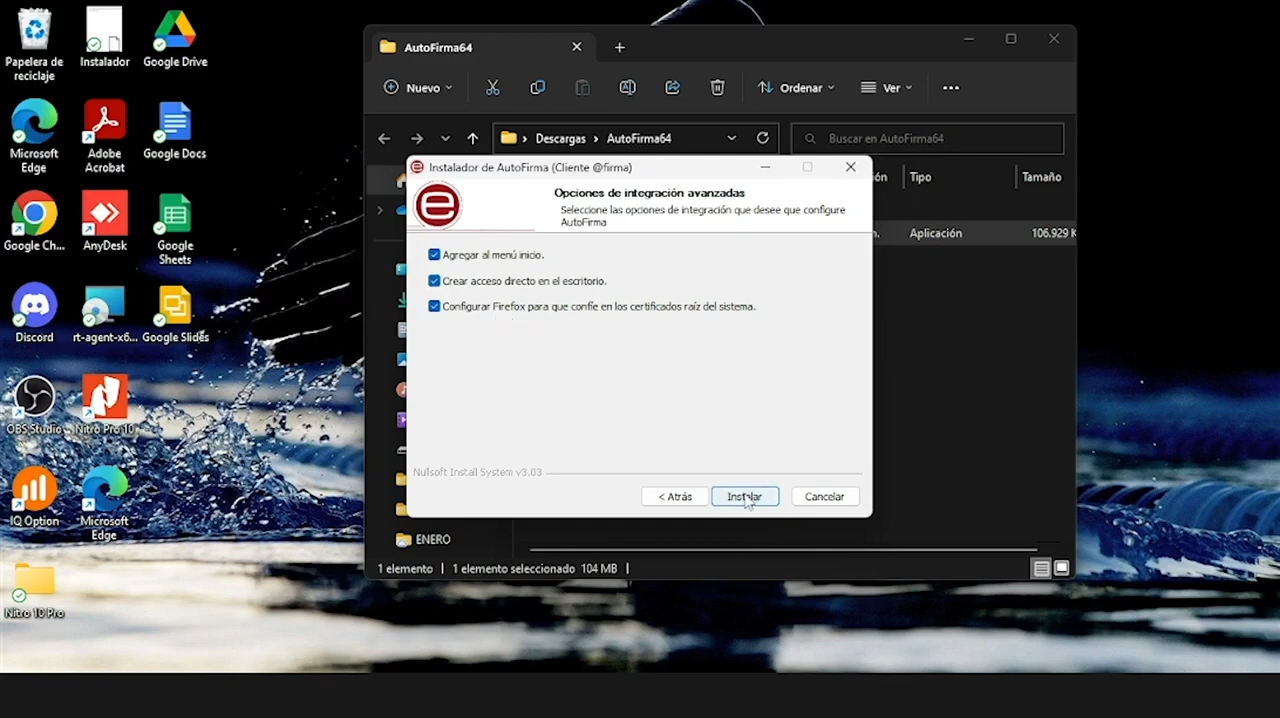 Papelera de
reciclaje
Instalador
Google Drive
Microsoft
Edge
Adobe
Acrobat
Google Docs
Google Ch...
AnyDesk
Google
Sheets
Discord
rt-agent-x6...
Google Slides
OBS Studio
Nitro Pro 10
IQ Option
Microsoft
Edge
Nitro 10 Pro
AutoFirma64
Nuevo
Ordenar
Ver
Descargas > AutoFirma64
Buscar en AutoFirma64
ón
Tipo
Tamaño
Aplicación
106.929 K
Instalador de AutoFirma (Cliente @firma)
Opciones de integración avanzadas
Seleccione las opciones de integración que desee que configure
AutoFirma
Agregar al menú inicio.
Crear acceso directo en el escritorio.
Configurar Firefox para que confíe en los certificados raíz del sistema.
Nullsoft Install System v3.03
< Atrás
Instalar
Cancelar
ENERO
1 elemento | 1 elemento seleccionado 104 MB |